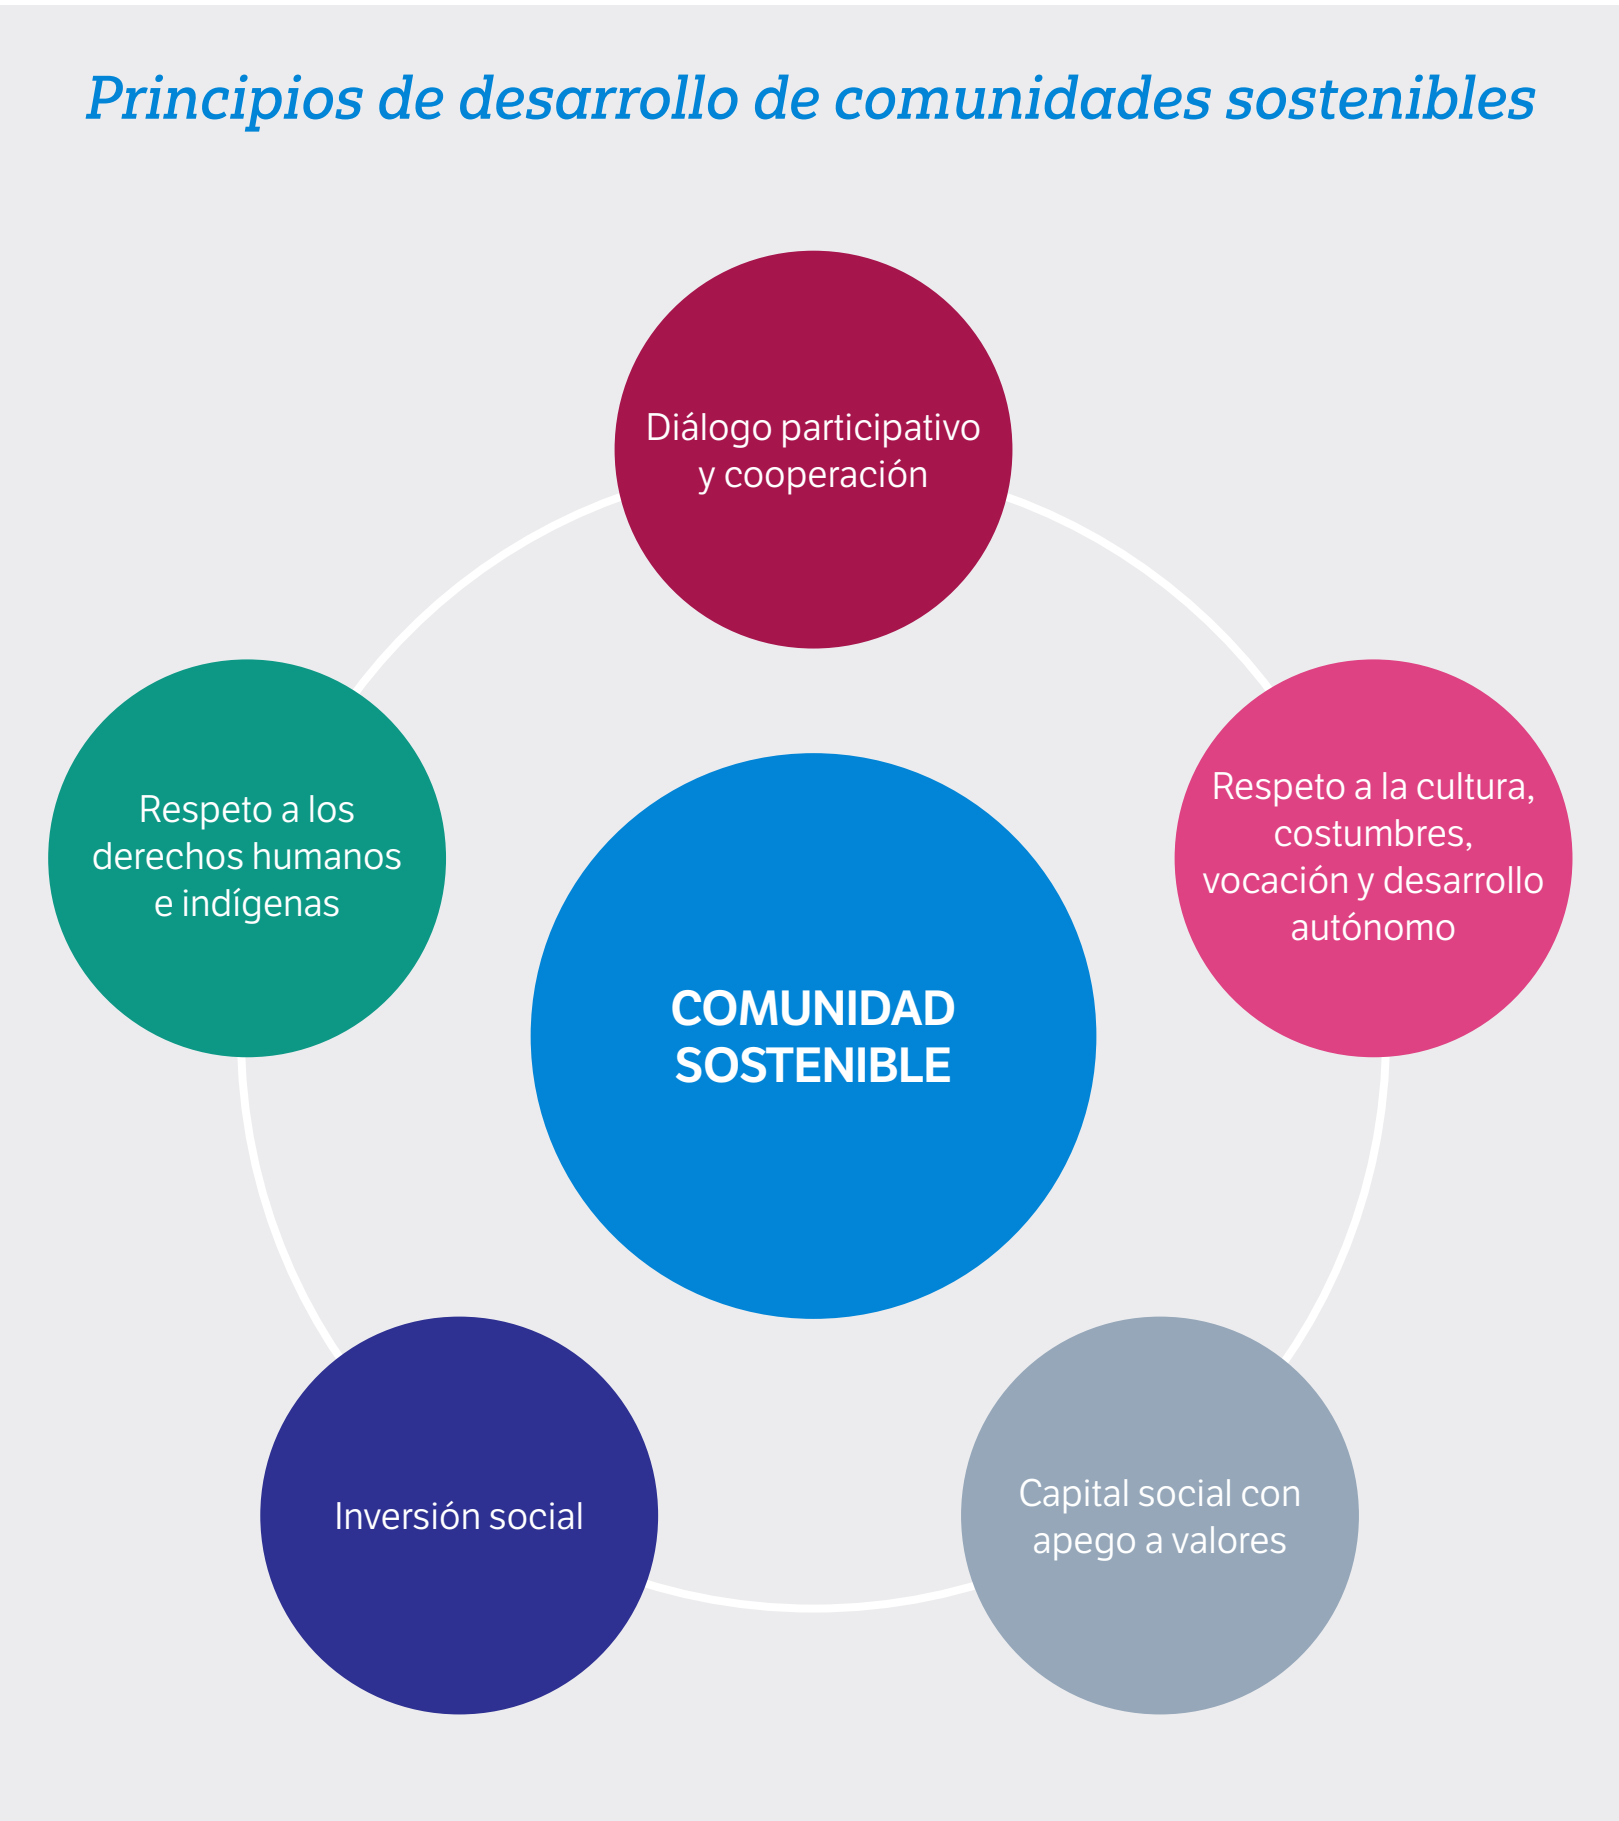 Principios de desarrollo de comunidades sostenibles
Diálogo participativo
y cooperación
Respeto a la cultura,
costumbres,
vocación y desarrollo
autónomo
Respeto a los
derechos humanos
e indígenas
COMUNIDAD
SOSTENIBLE
Capital social con
apego a valores
Inversión social